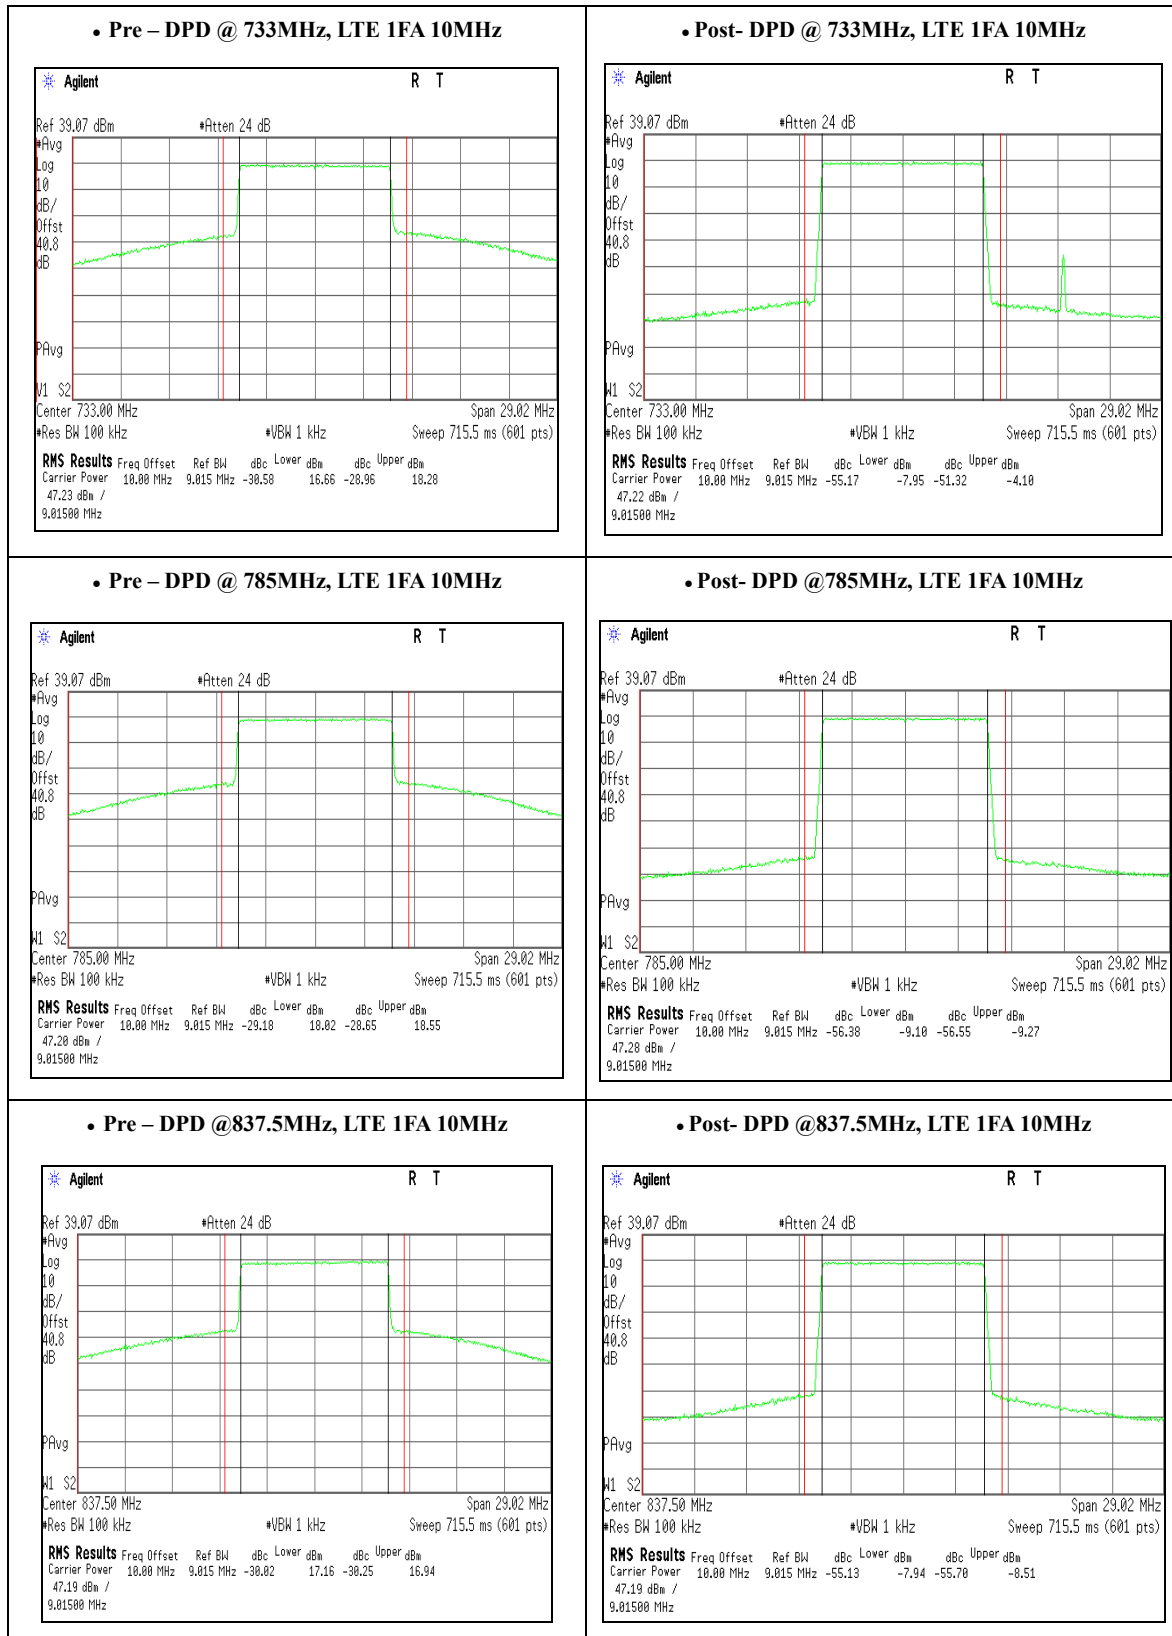 • Pre – DPD @ 733MHz, LTE 1FA 10MHz
Agilent R T
Ref 39.07 dBm #Atten 24 dB
#Avg
Log
10
dB/
Offst
40.8
dB
PAvg
V1 S2
Center 733.00 MHz Span 29.02 MHz
#Res BW 100 kHz #VBW 1 kHz Sweep 715.5 ms (601 pts)
RMS Results Freq Offset Ref BW dBc Lower dBm dBc Upper dBm
Carrier Power 10.00 MHz 9.015 MHz -30.58 16.66 -28.96 18.28
47.23 dBm /
9.01500 MHz
• Post- DPD @ 733MHz, LTE 1FA 10MHz
Agilent R T
Ref 39.07 dBm #Atten 24 dB
#Avg
Log
10
dB/
Offst
40.8
dB
PAvg
W1 S2
Center 733.00 MHz Span 29.02 MHz
#Res BW 100 kHz #VBW 1 kHz Sweep 715.5 ms (601 pts)
RMS Results Freq Offset Ref BW dBc Lower dBm dBc Upper dBm
Carrier Power 10.00 MHz 9.015 MHz -55.17 -7.95 -51.32 -4.10
47.22 dBm /
9.01500 MHz
• Pre – DPD @ 785MHz, LTE 1FA 10MHz
Agilent R T
Ref 39.07 dBm #Atten 24 dB
#Avg
Log
10
dB/
Offst
40.8
dB
PAvg
W1 S2
Center 785.00 MHz Span 29.02 MHz
#Res BW 100 kHz #VBW 1 kHz Sweep 715.5 ms (601 pts)
RMS Results Freq Offset Ref BW dBc Lower dBm dBc Upper dBm
Carrier Power 10.00 MHz 9.015 MHz -29.18 18.02 -28.65 18.55
47.20 dBm /
9.01500 MHz
• Post- DPD @785MHz, LTE 1FA 10MHz
Agilent R T
Ref 39.07 dBm #Atten 24 dB
#Avg
Log
10
dB/
Offst
40.8
dB
PAvg
W1 S2
Center 785.00 MHz Span 29.02 MHz
#Res BW 100 kHz #VBW 1 kHz Sweep 715.5 ms (601 pts)
RMS Results Freq Offset Ref BW dBc Lower dBm dBc Upper dBm
Carrier Power 10.00 MHz 9.015 MHz -56.38 -9.10 -56.55 -9.27
47.28 dBm /
9.01500 MHz
• Pre – DPD @837.5MHz, LTE 1FA 10MHz
Agilent R T
Ref 39.07 dBm #Atten 24 dB
#Avg
Log
10
dB/
Offst
40.8
dB
PAvg
W1 S2
Center 837.50 MHz Span 29.02 MHz
#Res BW 100 kHz #VBW 1 kHz Sweep 715.5 ms (601 pts)
RMS Results Freq Offset Ref BW dBc Lower dBm dBc Upper dBm
Carrier Power 10.00 MHz 9.015 MHz -30.02 17.16 -30.25 16.94
47.19 dBm /
9.01500 MHz
• Post- DPD @837.5MHz, LTE 1FA 10MHz
Agilent R T
Ref 39.07 dBm #Atten 24 dB
#Avg
Log
10
dB/
Offst
40.8
dB
PAvg
W1 S2
Center 837.50 MHz Span 29.02 MHz
#Res BW 100 kHz #VBW 1 kHz Sweep 715.5 ms (601 pts)
RMS Results Freq Offset Ref BW dBc Lower dBm dBc Upper dBm
Carrier Power 10.00 MHz 9.015 MHz -55.13 -7.94 -55.70 -8.51
47.19 dBm /
9.01500 MHz